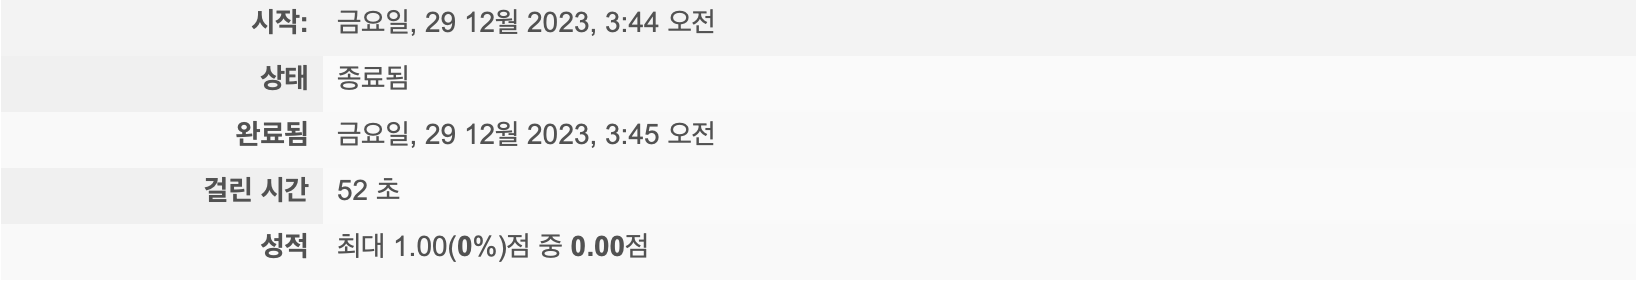 시작: 금요일, 29 12월 2023, 3:44 오전
상태 종료됨
완료됨 금요일, 29 12월 2023, 3:45 오전
걸린 시간 52 초
성적 최대 1.00(0%)점 중 0.00점